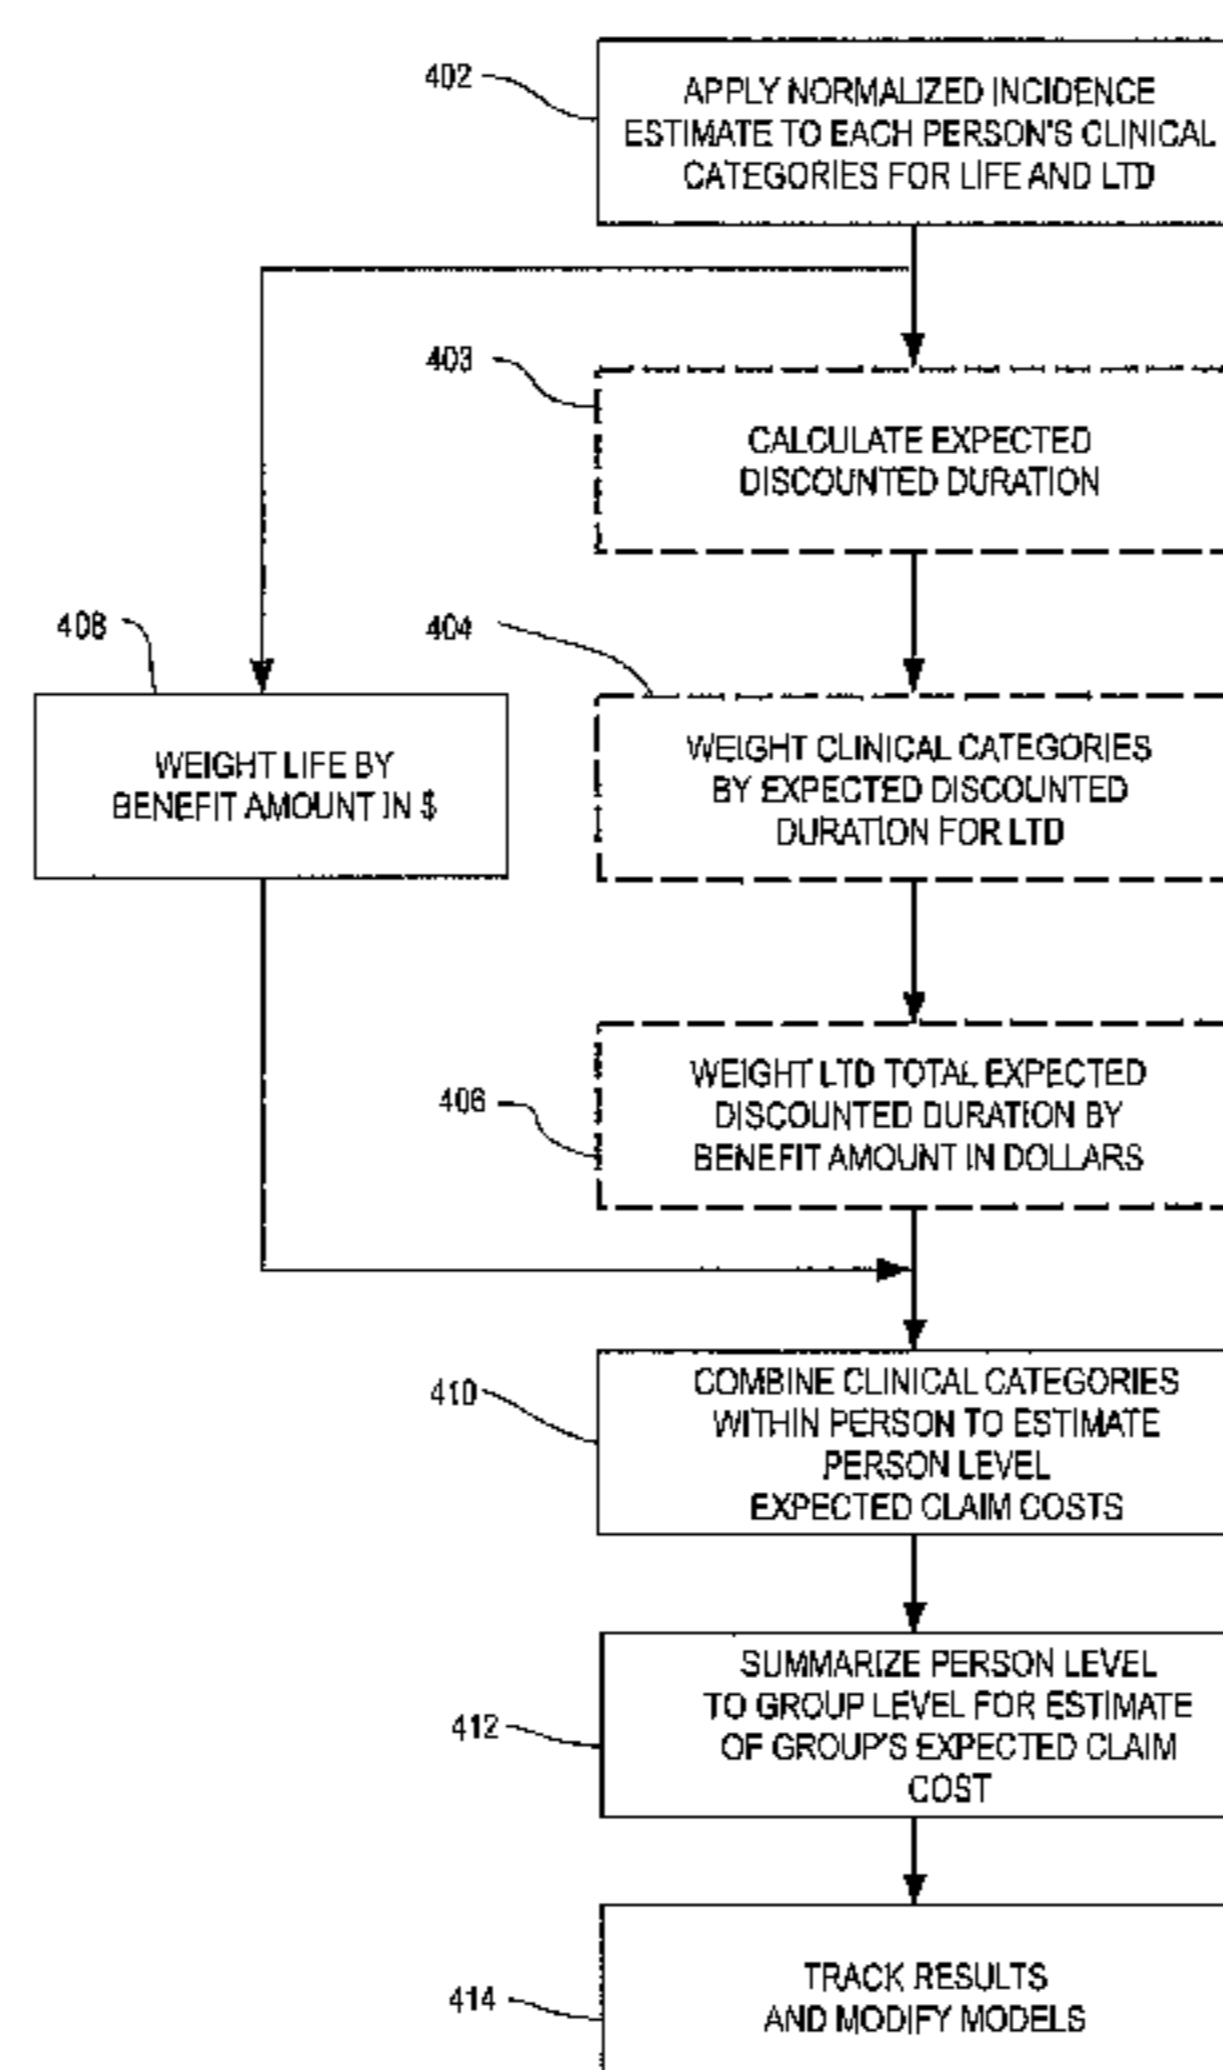 402
APPLY NORMALIZED INCIDENCE
ESTIMATE TO EACH PERSON'S CLINICAL
CATEGORIES FOR LIFE AND LTD
403
CALCULATE EXPECTED
DISCOUNTED DURATION
408
WEIGHT LIFE BY
BENEFIT AMOUNT IN $
404
WEIGHT CLINICAL CATEGORIES
BY EXPECTED DISCOUNTED
DURATION FOR LTD
406
WEIGHT LTD TOTAL EXPECTED
DISCOUNTED DURATION BY
BENEFIT AMOUNT IN DOLLARS
410
COMBINE CLINICAL CATEGORIES
WITHIN PERSON TO ESTIMATE
PERSON LEVEL
EXPECTED CLAIM COSTS
412
SUMMARIZE PERSON LEVEL
TO GROUP LEVEL FOR ESTIMATE
OF GROUP'S EXPECTED CLAIM
COST
414
TRACK RESULTS
AND MODIFY MODELS